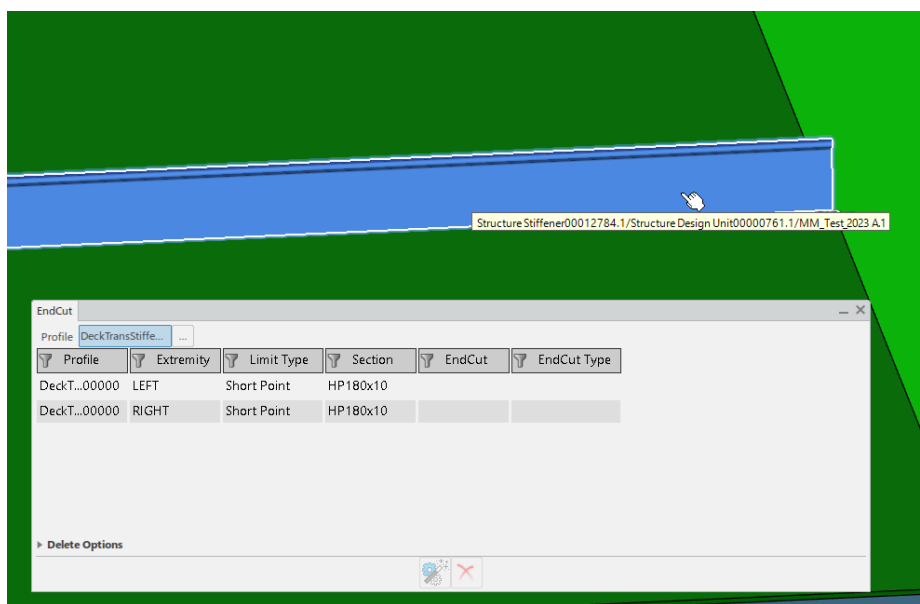 Structure Stiffener00012784.1/Structure Design Unit00000761.1/MM_Test_2023 A.1
EndCut
Profile DeckTransStiffe... ...
Profile Extremity Limit Type Section EndCut EndCut Type
DeckT...00000 LEFT Short Point HP180x10
DeckT...00000 RIGHT Short Point HP180x10
Delete Options